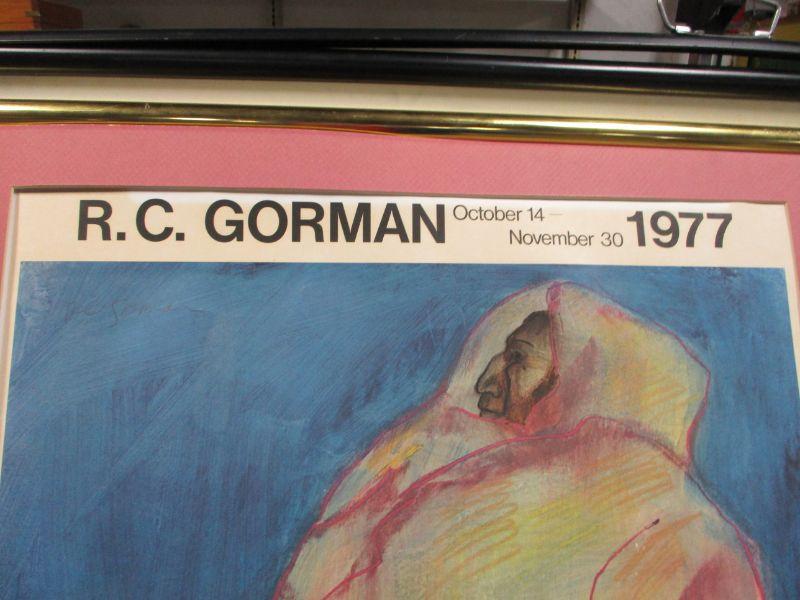 R.C. GORMAN October 14– November 30 1977